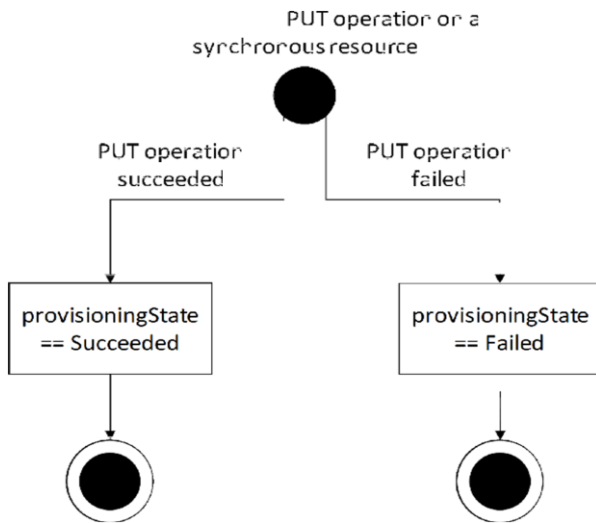 PUT operation on a
synchronous resource
PUT operation
succeeded
PUT operation
failed
provisioningState
== Succeeded
provisioningState
== Failed